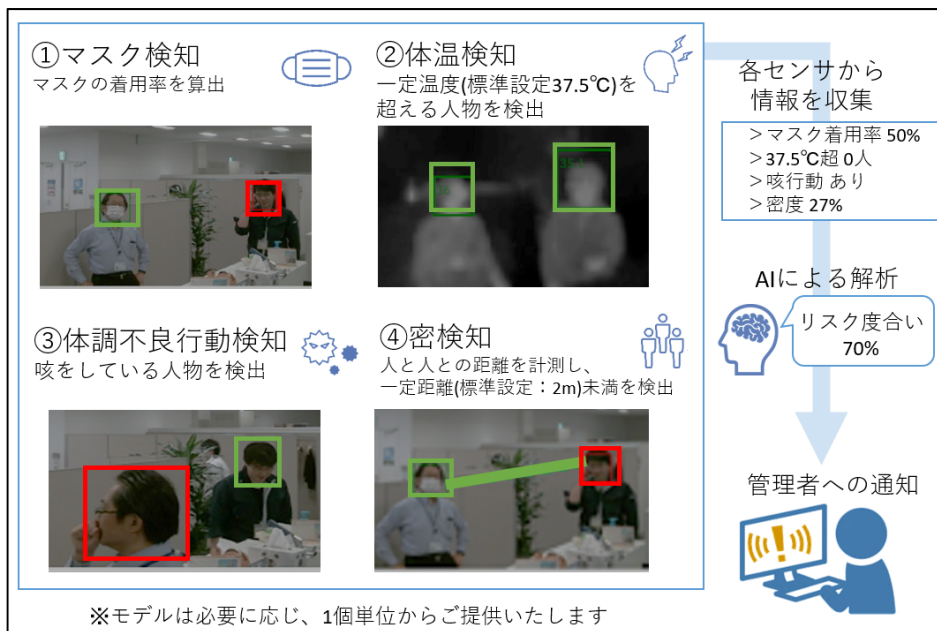 ①マスク検知
マスクの着用率を算出
②体温検知
一定温度(標準設定37.5℃)を
超える人物を検出
③体調不良行動検知
咳をしている人物を検出
④密検知
人と人との距離を計測し、
一定距離(標準設定：2m)未満を検出
各センサから
情報を収集
＞マスク着用率 50%
＞37.5℃超 0人
＞咳行動 あり
＞密度 27%
AIによる解析
リスク度合い
70%
管理者への通知
※モデルは必要に応じ、1個単位からご提供いたします